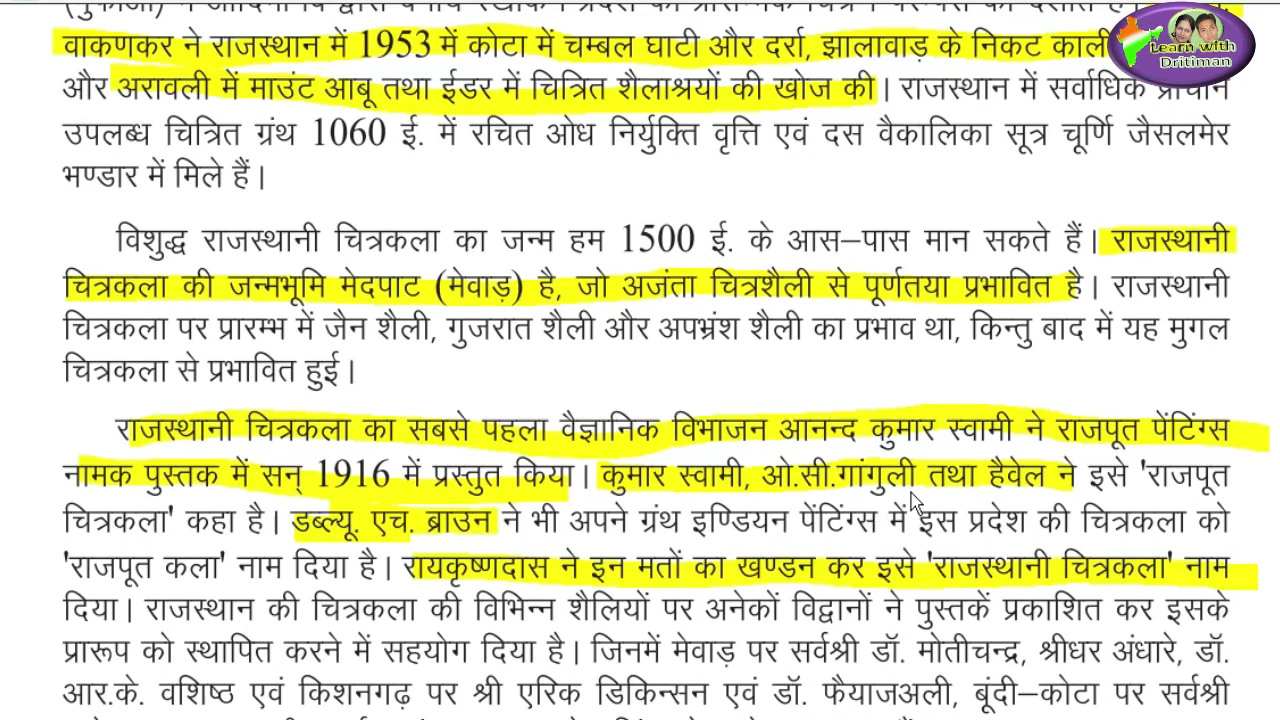 वाकणकर ने राजस्थान में 1953 में कोटा में चम्बल घाटी और दर्रा, झालावाड़ के निकट काली
Learn with
Dritiman
और अरावली में माउंट आबू तथा ईडर में चित्रित शैलाश्रयों की खोज की। राजस्थान में सर्वाधिक प्राचीन
उपलब्ध चित्रित ग्रंथ 1060 ई. में रचित ओध निर्युक्ति वृत्ति एवं दस वैकालिका सूत्र चूर्णि जैसलमेर
भण्डार में मिले हैं।
विशुद्ध राजस्थानी चित्रकला का जन्म हम 1500 ई. के आस–पास मान सकते हैं। राजस्थानी
चित्रकला की जन्मभूमि मेदपाट (मेवाड़) है, जो अजंता चित्रशैली से पूर्णतया प्रभावित है। राजस्थानी
चित्रकला पर प्रारम्भ में जैन शैली, गुजरात शैली और अपभ्रंश शैली का प्रभाव था, किन्तु बाद में यह मुगल
चित्रकला से प्रभावित हुई।
राजस्थानी चित्रकला का सबसे पहला वैज्ञानिक विभाजन आनन्द कुमार स्वामी ने राजपूत पेंटिंग्स
नामक पुस्तक में सन् 1916 में प्रस्तुत किया। कुमार स्वामी, ओ.सी.गांगुली तथा हैवेल ने इसे 'राजपूत
चित्रकला' कहा है। डब्ल्यू. एच. ब्राउन ने भी अपने ग्रंथ इण्डियन पेंटिंग्स में इस प्रदेश की चित्रकला को
'राजपूत कला' नाम दिया है। रायकृष्णदास ने इन मतों का खण्डन कर इसे 'राजस्थानी चित्रकला' नाम
दिया। राजस्थान की चित्रकला की विभिन्न शैलियों पर अनेकों विद्वानों ने पुस्तकें प्रकाशित कर इसके
प्रारूप को स्थापित करने में सहयोग दिया है। जिनमें मेवाड़ पर सर्वश्री डॉ. मोतीचन्द्र, श्रीधर अंधारे, डॉ.
आर.के. वशिष्ठ एवं किशनगढ़ पर श्री एरिक डिकिन्सन एवं डॉ. फैयाजअली, बूंदी–कोटा पर सर्वश्री